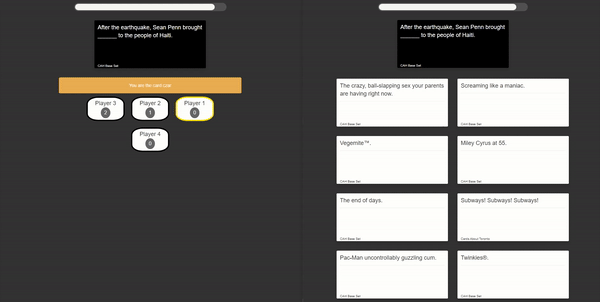 After the earthquake, Sean Penn brought
______ to the people of Haiti.
CAH Base Set
You are the card czar
Player 3
2
Player 2
1
Player 1
0
Player 4
0
After the earthquake, Sean Penn brought
______ to the people of Haiti.
CAH Base Set
The crazy, ball-slapping sex your parents
are having right now.
CAH Base Set
Screaming like a maniac.
CAH Base Set
Vegemite™.
CAH Base Set
Miley Cyrus at 55.
CAH Base Set
The end of days.
CAH Base Set
Subways! Subways! Subways!
Pac-Man uncontrollably guzzling cum.
CAH Base Set
Twinkies®.
CAH Base Set